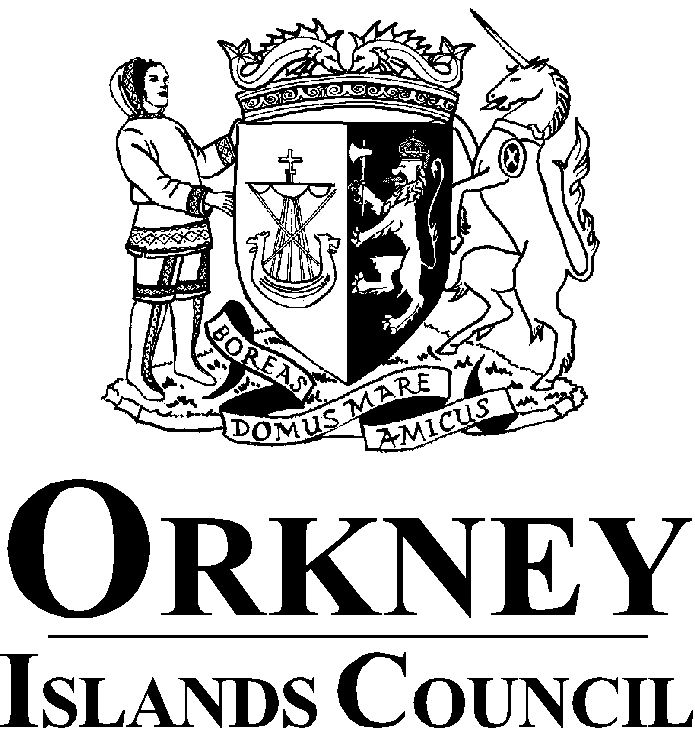 BOREAS
DOMUS MARE
AMICUS
ORKNEY
ISLANDS COUNCIL